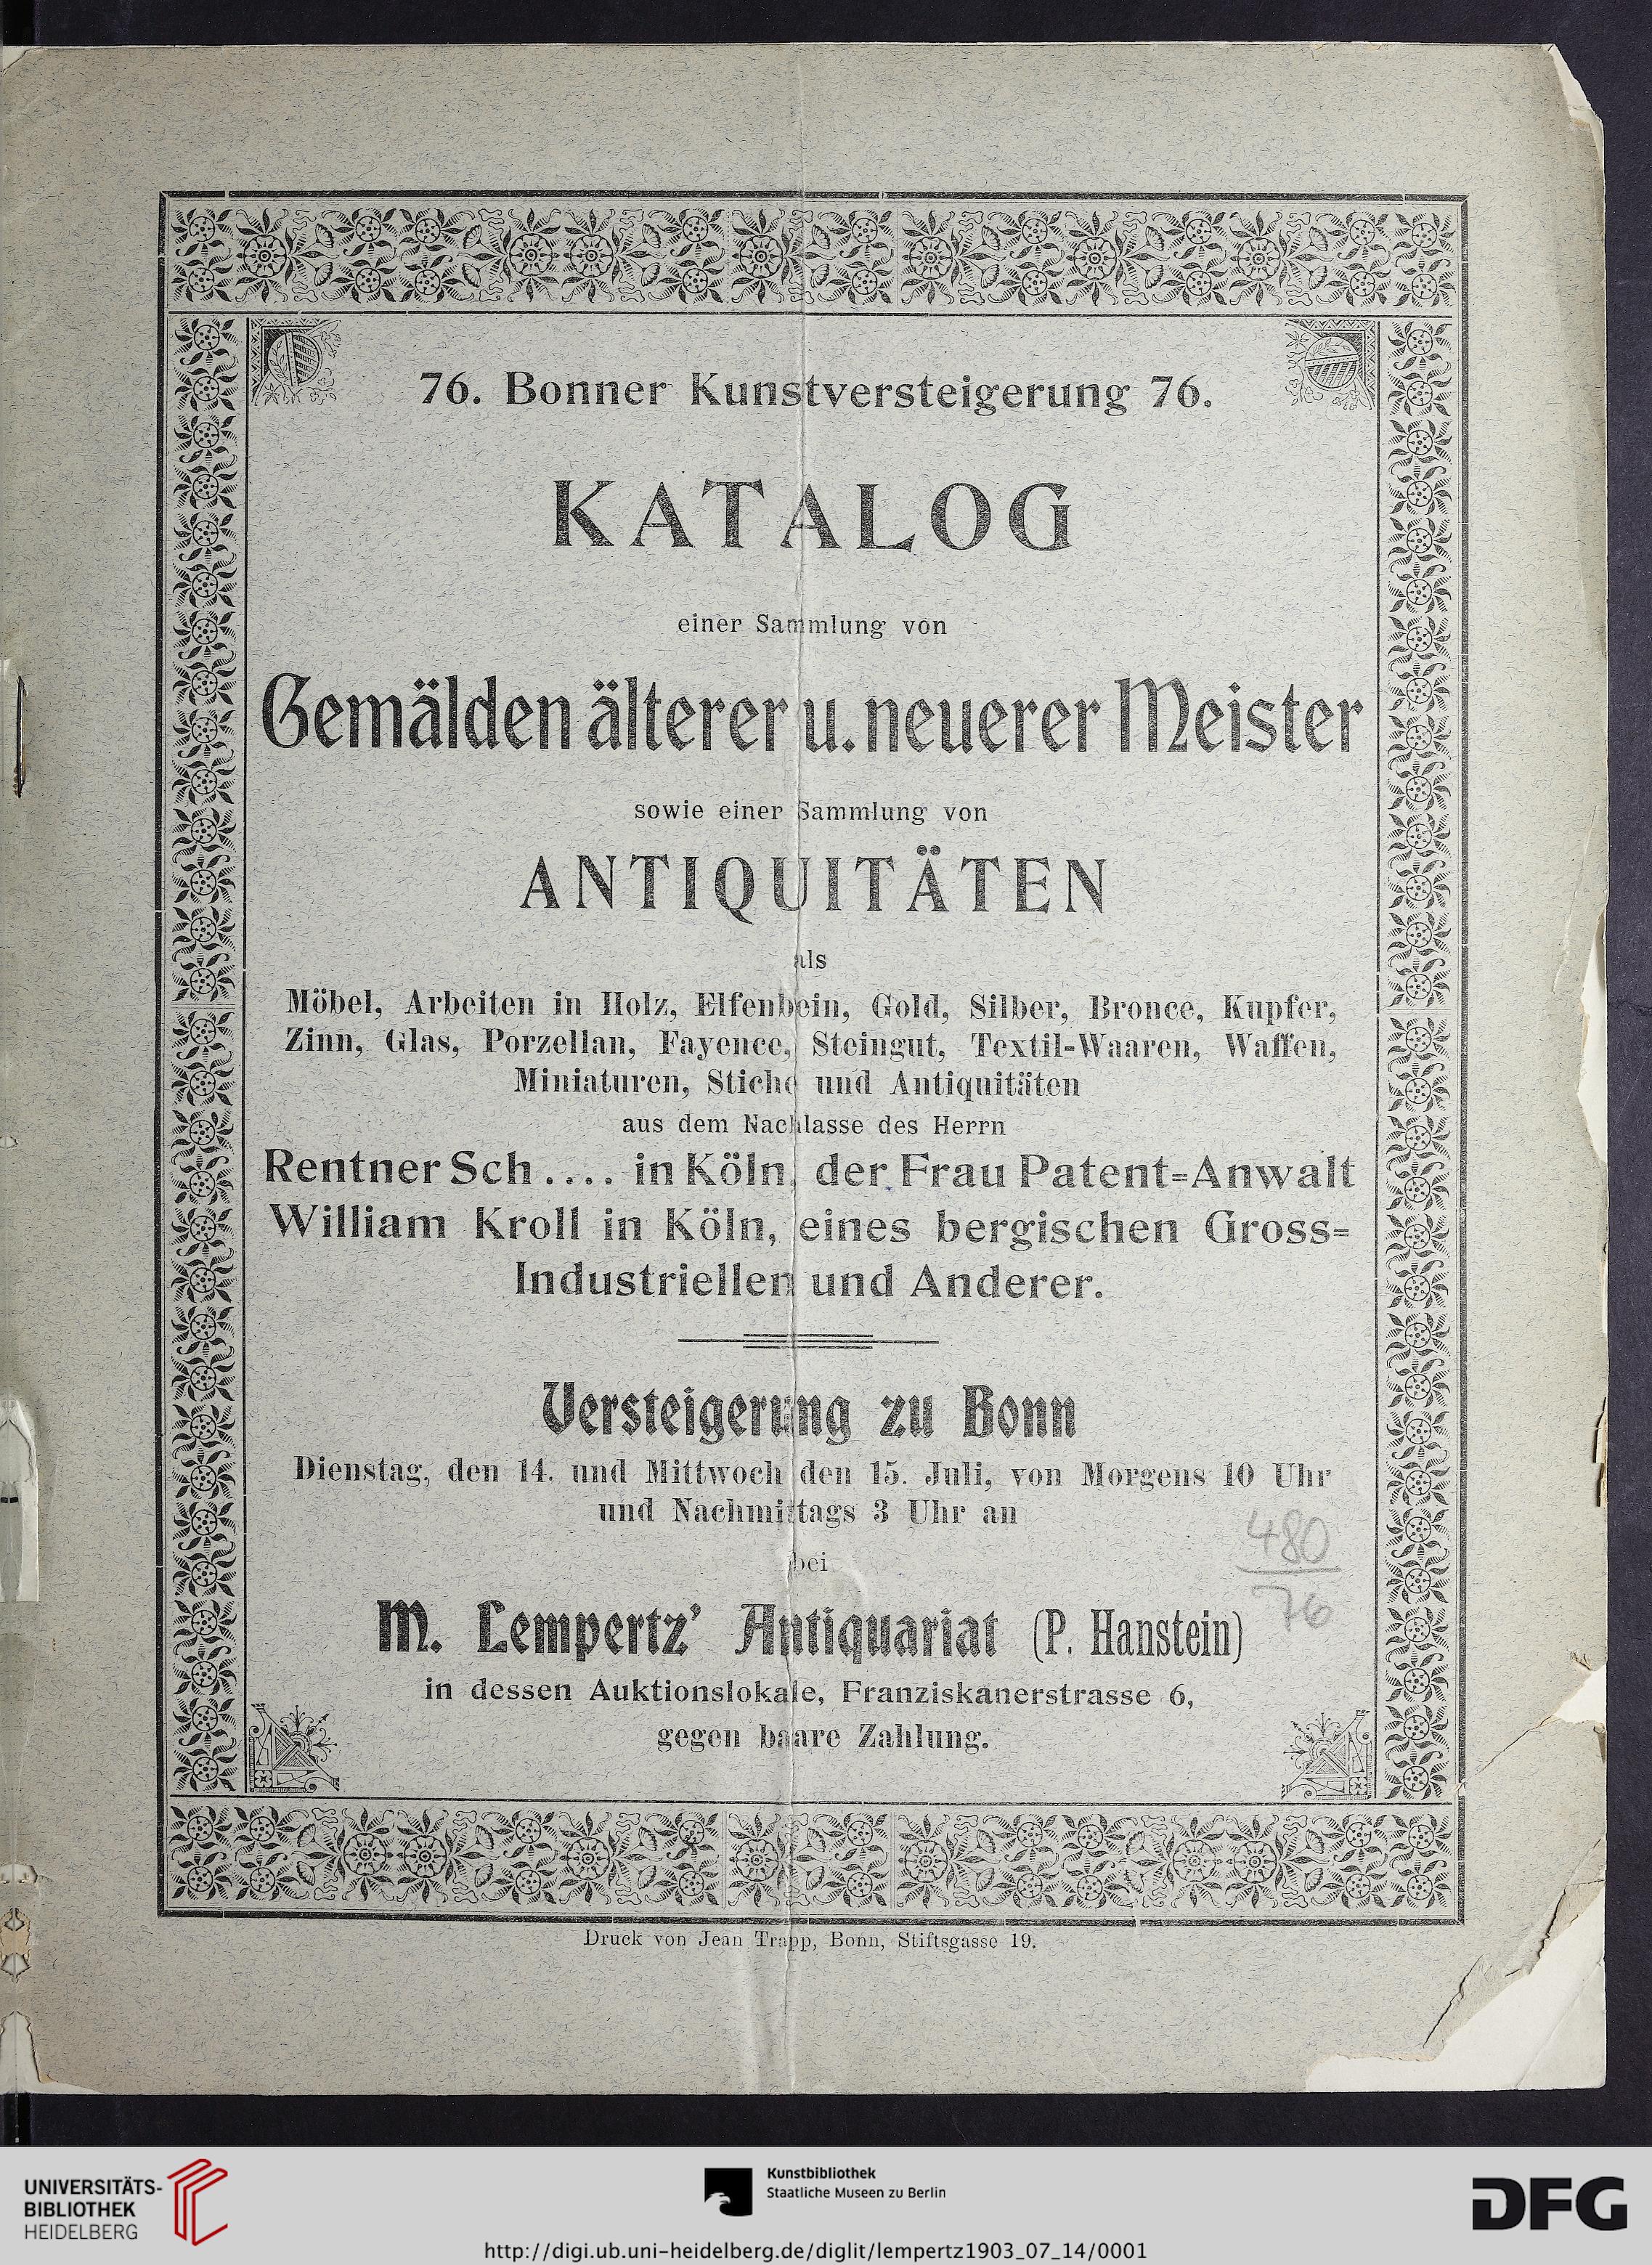 76. Bonner Kunstversteigerung 76.
KATALOG
einer Sammlung von
Gemälden älterer u. neuerer Meister
sowie einer Sammlung von
ANTIQUITÄTEN
als
Möbel, Arbeiten in Holz, Elfenbein, Gold, Silber, Bronce, Kupfer,
Zinn, Glas, Porzellan, Fayence, Steingut, Textil-Waaren, Waffen,
Miniaturen, Stiche und Antiquitäten
aus dem Nachlasse des Herrn
Rentner Sch .... in Köln, der Frau Patent-Anwalt
William Kroll in Köln, eines bergischen Gross-
Industriellen und Anderer.
Versteigerung zu Bonn
Dienstag, den 14. und Mittwoch den 15. Juli, von Morgens 10 Uhr
und Nachmittags 3 Uhr an
bei
480
76
M. Lempertz' Antiquariat (P. Hanstein)
in dessen Auktionslokale, Franziskanerstrasse 6,
gegen baare Zahlung.
Druck von Jean Trapp, Bonn, Stiftsgasse 19.
UNIVERSITÄTS-
BIBLIOTHEK
HEIDELBERG
Kunstbibliothek
Staatliche Museen zu Berlin
DFG
http://digi.ub.uni-heidelberg.de/diglit/lempertz1903_07_14/0001